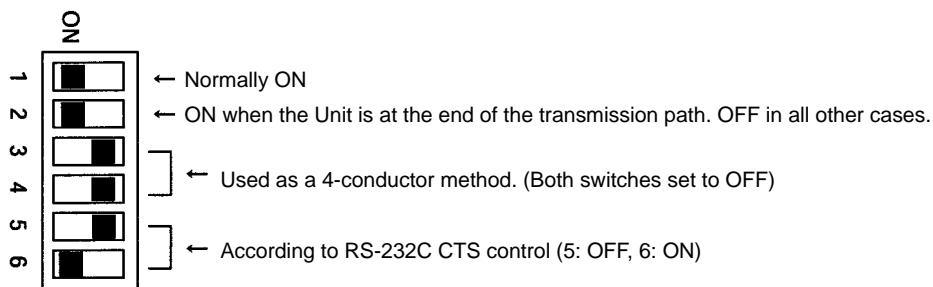 ON
1 ← Normally ON
2 ← ON when the Unit is at the end of the transmission path. OFF in all other cases.
3
4
← Used as a 4-conductor method. (Both switches set to OFF)
5
6
← According to RS-232C CTS control (5: OFF, 6: ON)